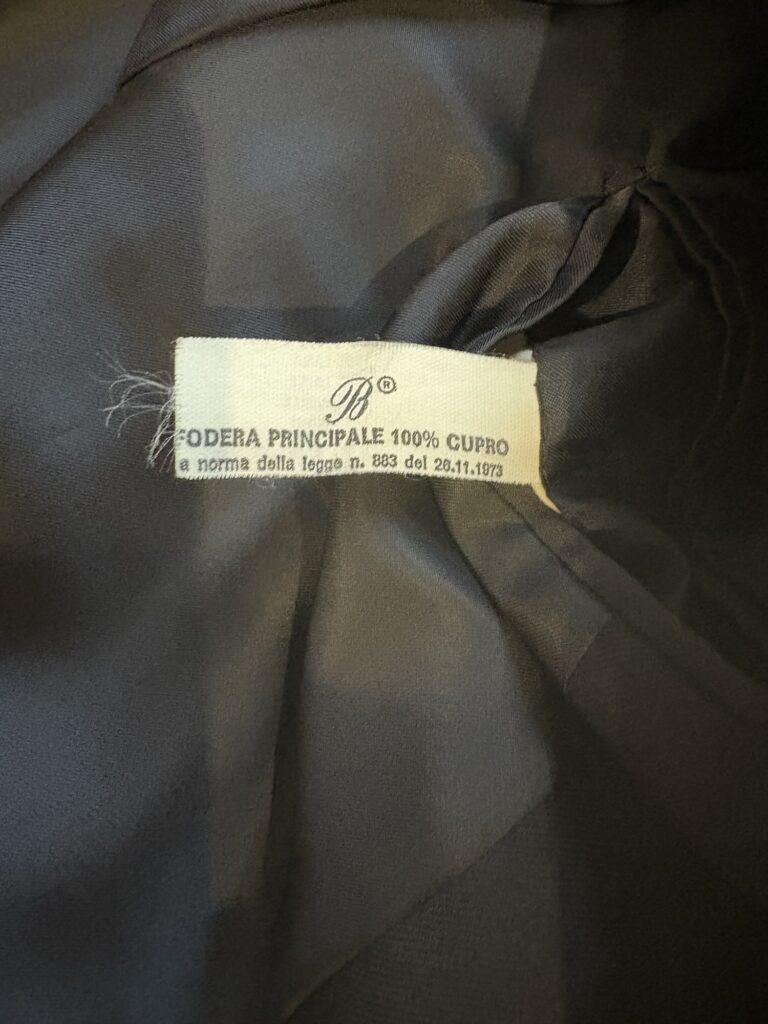 B®
FODERA PRINCIPALE 100% CUPRO
a norma della legge n. 883 del 26.11.1973